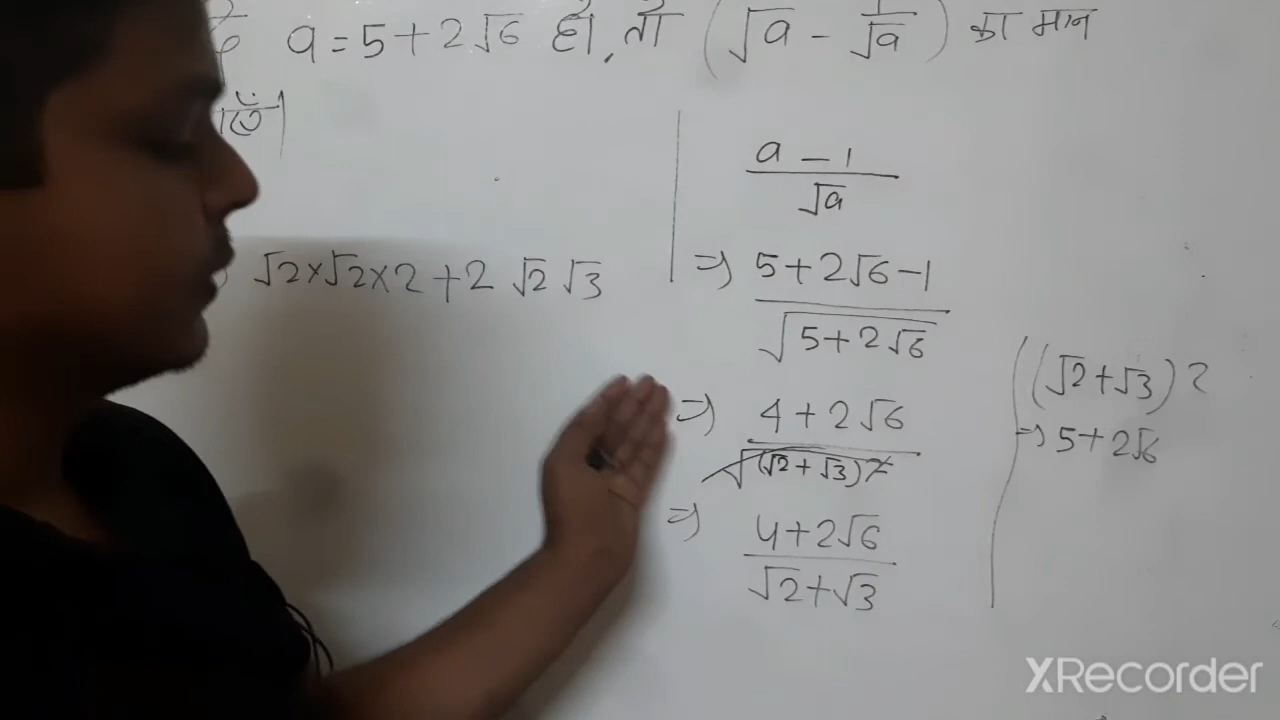 a = 5 + 2√6 हो, तो (√a - 1/√a) का मान
a - 1
√a
√2 × √2 × 2 + 2 √2 √3
⇒ 5 + 2√6 - 1
√5 + 2√6
(√2 + √3)2
⇒ 4 + 2√6
⇒ 5 + 2√6
√(√2 + √3)2
⇒ 4 + 2√6
√2 + √3
XRecorder